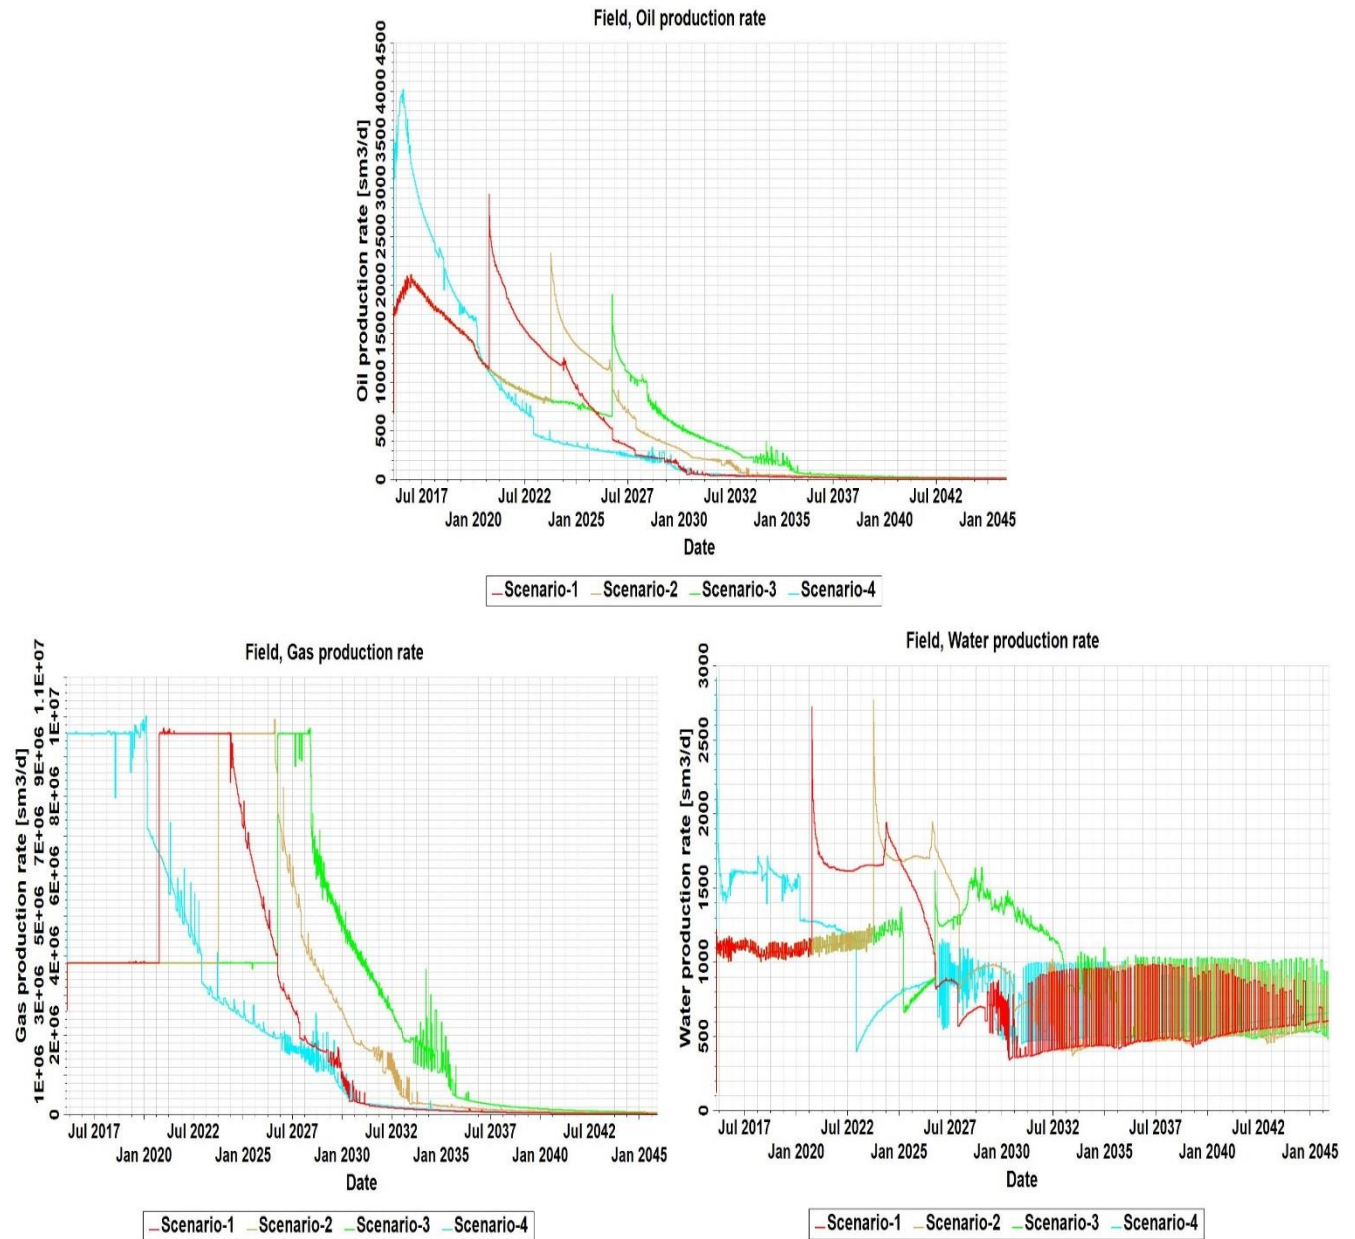 Field, Oil production rate
Oil production rate [sm3/d]
4500
4000
3500
3000
2500
2000
1500
1000
500
0
Jul 2017 Jul 2022 Jul 2027 Jul 2032 Jul 2037 Jul 2042
Jan 2020 Jan 2025 Jan 2030 Jan 2035 Jan 2040 Jan 2045
Date
Scenario-1 Scenario-2 Scenario-3 Scenario-4
Field, Gas production rate
Gas production rate [sm3/d]
1.1E+07
1E+07
9E+06
8E+06
7E+06
6E+06
5E+06
4E+06
3E+06
2E+06
1E+06
0
Jul 2017 Jul 2022 Jul 2027 Jul 2032 Jul 2037 Jul 2042
Jan 2020 Jan 2025 Jan 2030 Jan 2035 Jan 2040 Jan 2045
Date
Scenario-1 Scenario-2 Scenario-3 Scenario-4
Field, Water production rate
Water production rate [sm3/d]
3000
2500
2000
1500
1000
500
0
Jul 2017 Jul 2022 Jul 2027 Jul 2032 Jul 2037 Jul 2042
Jan 2020 Jan 2025 Jan 2030 Jan 2035 Jan 2040 Jan 2045
Date
Scenario-1 Scenario-2 Scenario-3 Scenario-4